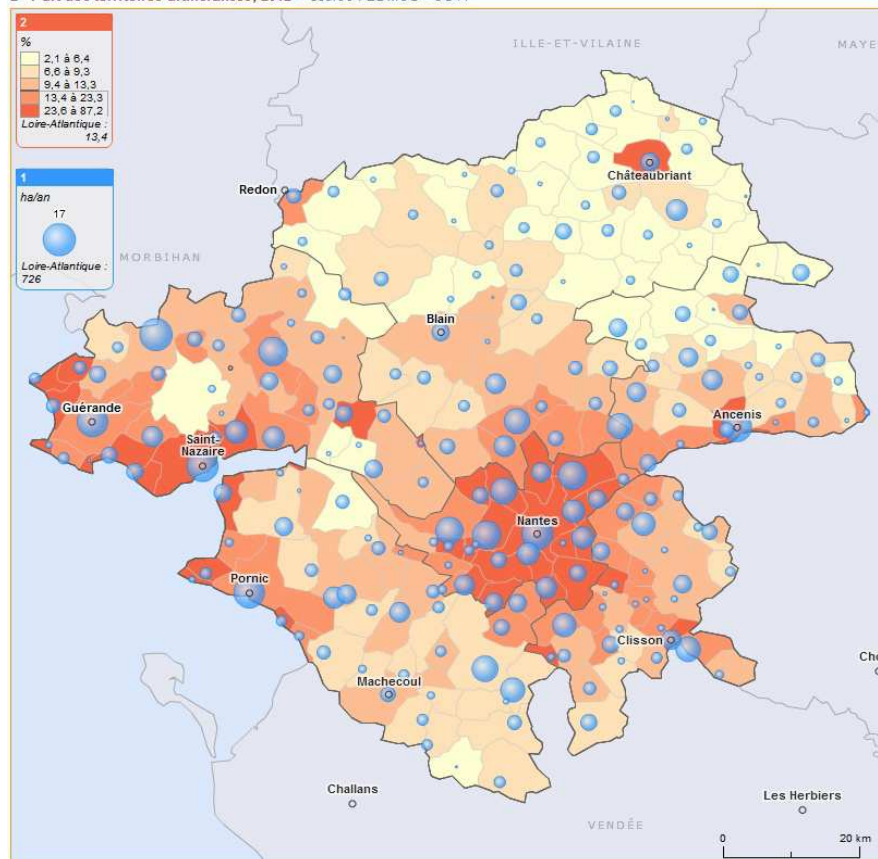 2
%
2,1 à 6,4
6,6 à 9,3
9,4 à 13,3
13,4 à 23,3
23,6 à 87,2
Loire-Atlantique :
13,4
1
ha/an
17
Loire-Atlantique :
726
ILLE-ET-VILAINE
MAYE
Châteaubriant
Redon
MORBIHAN
Blain
Guérande
Saint-
Nazaire
Ancenis
Nantes
Pornic
Clisson
Machecoul
Challans
Les Herbiers
VENDÉE
0
20 km